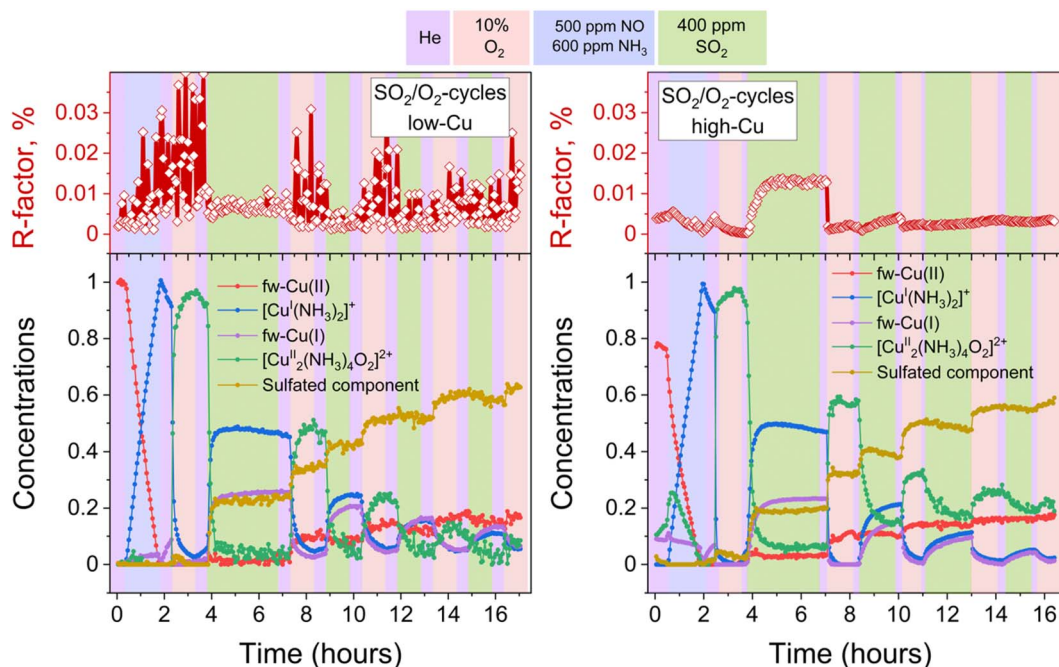 He
10%
O₂
500 ppm NO
600 ppm NH₃
400 ppm
SO₂
R-factor, %
0.03
0.02
0.01
0
SO₂/O₂-cycles
low-Cu
Concentrations
1
0.8
0.6
0.4
0.2
0
fw-Cu(II)
[Cuᴵ(NH₃)₂]⁺
fw-Cu(I)
[Cuᴵᴵ₂(NH₃)₄O₂]²⁺
Sulfated component
0 2 4 6 8 10 12 14 16
Time (hours)
R-factor, %
0.03
0.02
0.01
0
SO₂/O₂-cycles
high-Cu
Concentrations
1
0.8
0.6
0.4
0.2
0
fw-Cu(II)
[Cuᴵ(NH₃)₂]⁺
fw-Cu(I)
[Cuᴵᴵ₂(NH₃)₄O₂]²⁺
Sulfated component
0 2 4 6 8 10 12 14 16
Time (hours)